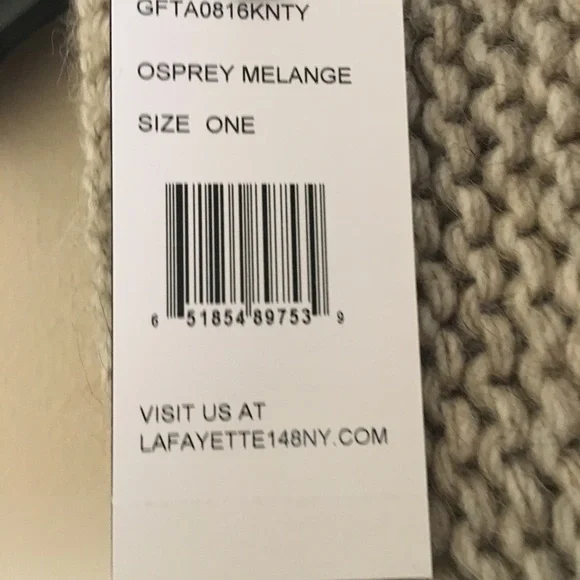 GFTA0816KNTY
OSPREY MELANGE
SIZE ONE
6 51854 89753 9
VISIT US AT
LAFAYETTE148NY.COM